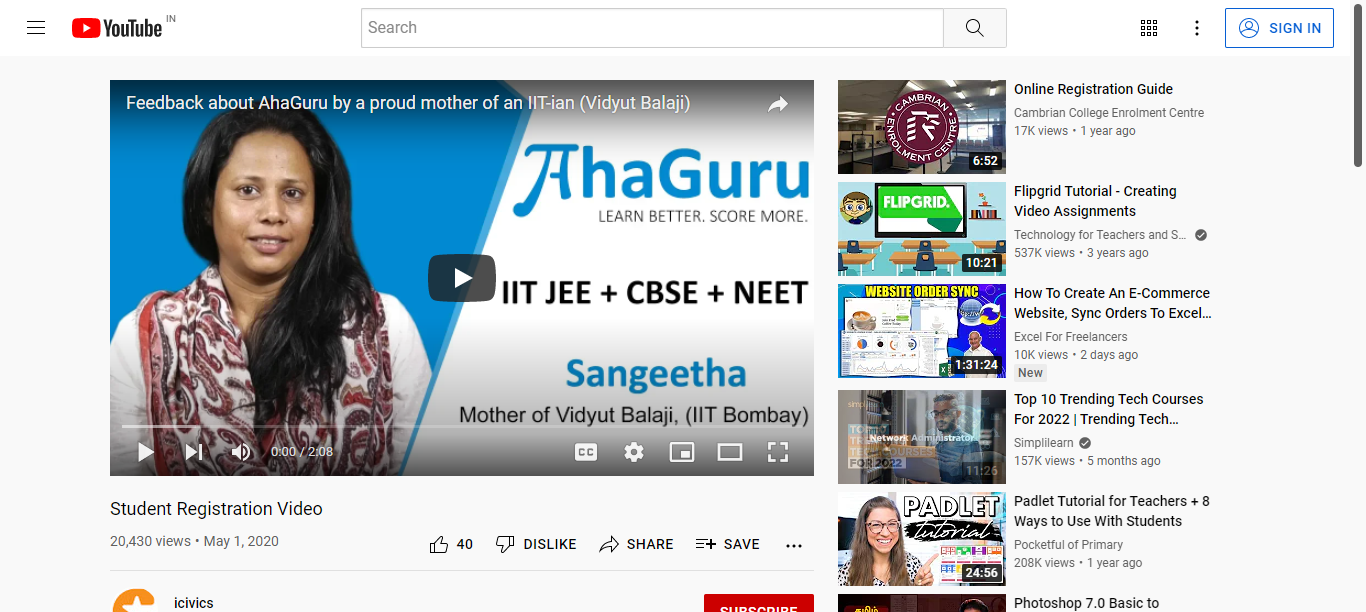 YouTube IN
Search
SIGN IN
Feedback about AhaGuru by a proud mother of an IIT-ian (Vidyut Balaji)
AhaGuru
LEARN BETTER. SCORE MORE.
IIT JEE + CBSE + NEET
Sangeetha
Mother of Vidyut Balaji, (IIT Bombay)
0:00 / 2:08
CC
Student Registration Video
20,430 views • May 1, 2020
40
DISLIKE
SHARE
SAVE
icivics
SUBSCRIBE
CAMBRIAN
ENROLMENT CENTRE
6:52
Online Registration Guide
Cambrian College Enrolment Centre
17K views • 1 year ago
FLIPGRID.
10:21
Flipgrid Tutorial - Creating
Video Assignments
Technology for Teachers and S...
537K views • 3 years ago
WEBSITE ORDER SYNC
1:31:24
How To Create An E-Commerce
Website, Sync Orders To Excel...
Excel For Freelancers
10K views • 2 days ago
New
Network Administrator
FOR 2022
11:26
Top 10 Trending Tech Courses
For 2022 | Trending Tech...
Simplilearn
157K views • 5 months ago
PADLET
tutorial
24:56
Padlet Tutorial for Teachers + 8
Ways to Use With Students
Pocketful of Primary
208K views • 1 year ago
தமிழ்
Photoshop 7.0 Basic to